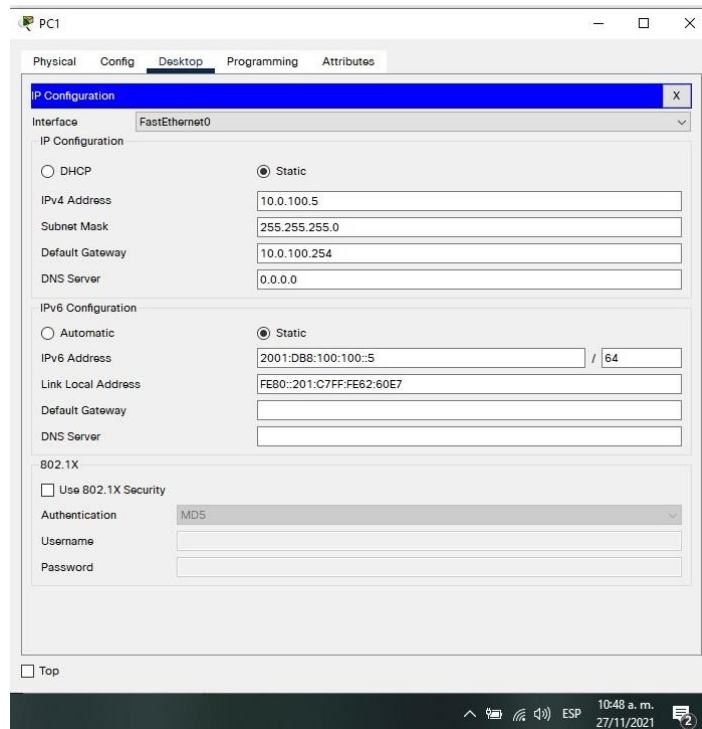 PC1
Physical Config Desktop Programming Attributes
IP Configuration X
Interface FastEthernet0
IP Configuration
DHCP Static
IPv4 Address 10.0.100.5
Subnet Mask 255.255.255.0
Default Gateway 10.0.100.254
DNS Server 0.0.0.0
IPv6 Configuration
Automatic Static
IPv6 Address 2001:DB8:100:100::5 / 64
Link Local Address FE80::201:C7FF:FE62:60E7
Default Gateway
DNS Server
802.1X
Use 802.1X Security
Authentication MD5
Username
Password
Top
ESP 10:48 a. m.
27/11/2021 2